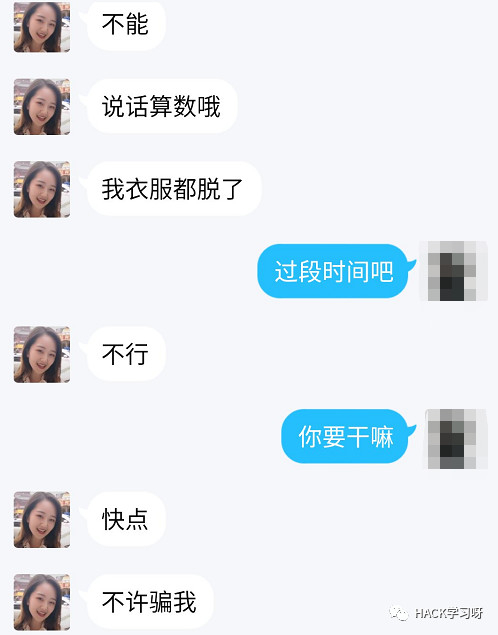 不能
说话算数哦
我衣服都脱了
过段时间吧
不行
你要干嘛
快点
不许骗我
HACK学习呀